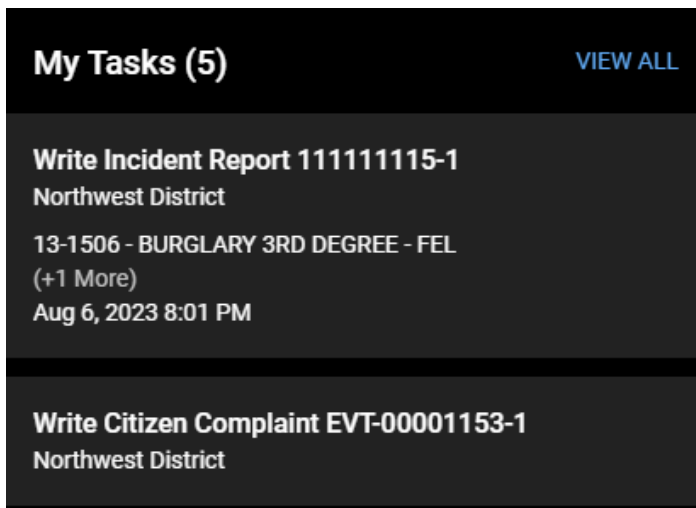 My Tasks (5) VIEW ALL
Write Incident Report 111111115-1
Northwest District
13-1506 - BURGLARY 3RD DEGREE - FEL
(+1 More)
Aug 6, 2023 8:01 PM
Write Citizen Complaint EVT-00001153-1
Northwest District